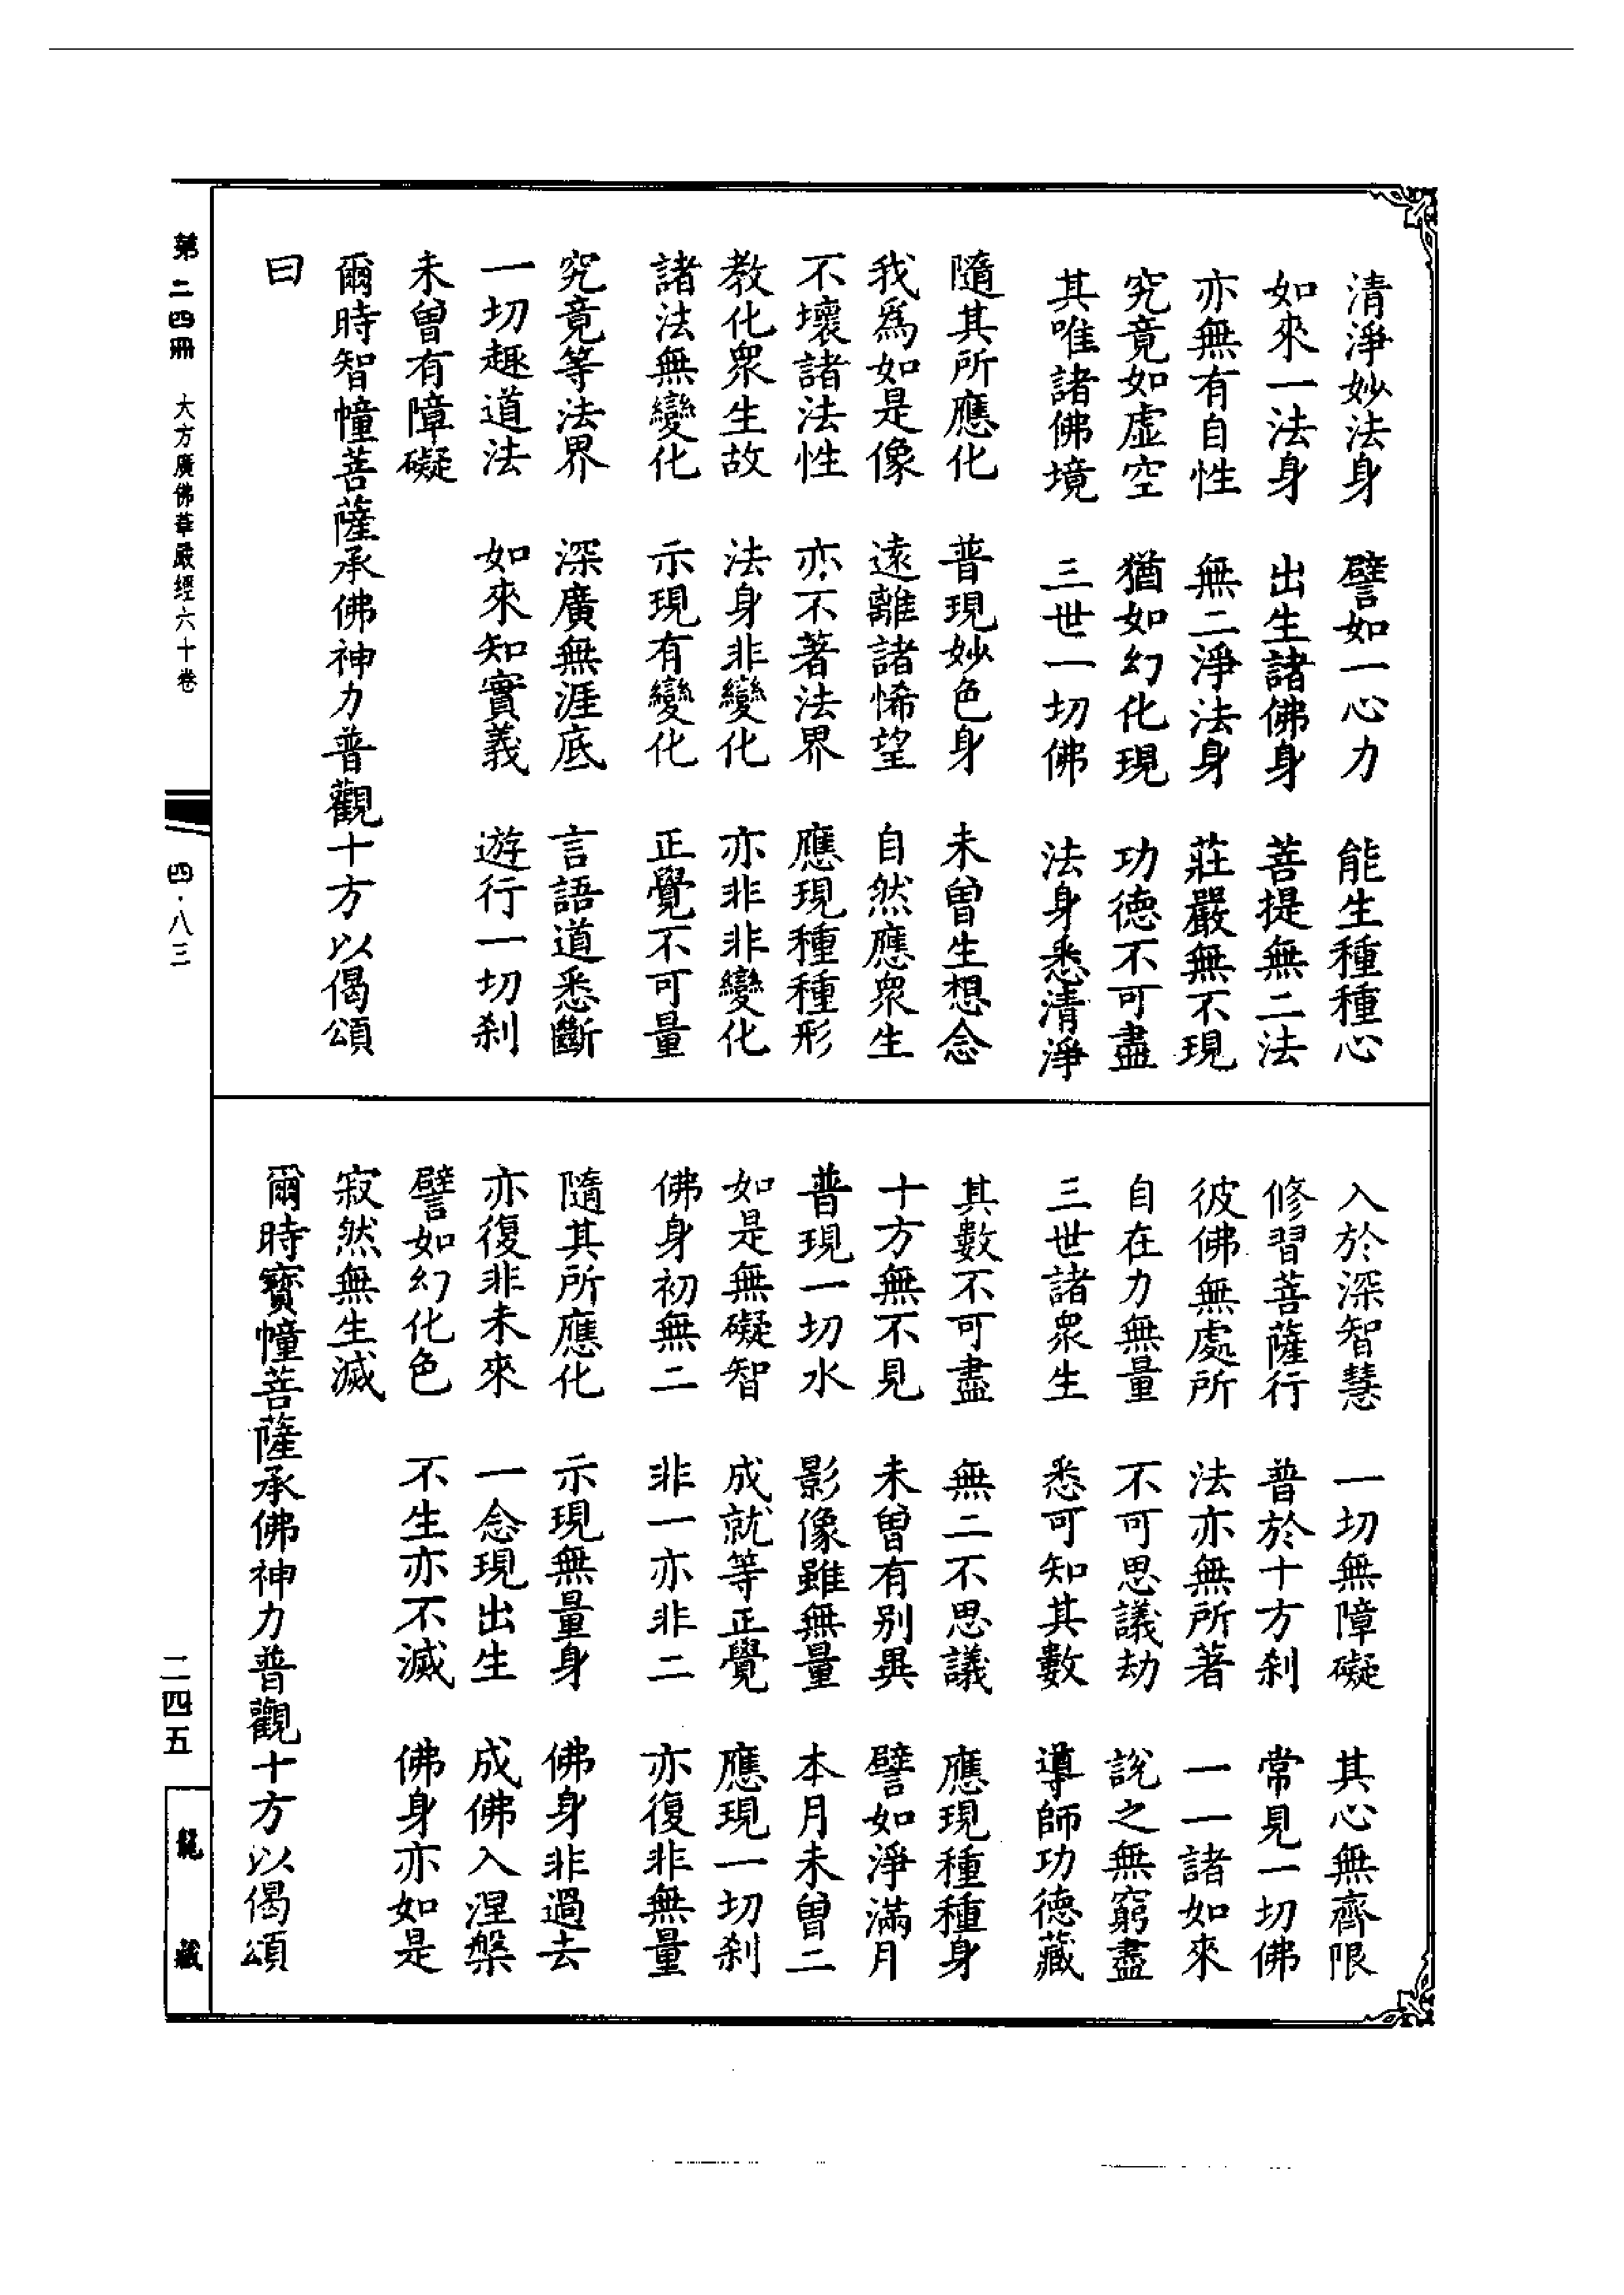 清淨妙法身　譬如一心力　能生種種心
如來一法身　出生諸佛身　菩提無二法
亦無有自性　無二淨法身　莊嚴無不現
究竟如虛空　猶如幻化現　功德不可盡
其唯諸佛境　三世一切佛　法身悉清淨
隨其所應化　普現妙色身　未曾生想念
我爲如是像　遠離諸悕望　自然應眾生
不壞諸法性　亦不著法界　應現種種形
教化眾生故　法身非變化　亦非非變化
諸法無變化　示現有變化　正覺不可量
究竟等法界　深廣無涯底　言語道悉斷
一切趣道法　如來知實義　遊行一切刹
未曾有障礙
爾時智幢菩薩承佛神力普觀十方以偈頌
曰
入於深智慧　一切無障礙　其心無齊限
修習菩薩行　普於十方刹　常見一切佛
彼佛無處所　法亦無所著　一一諸如來
自在力無量　不可思議劫　說之無窮盡
三世諸眾生　悉可知其數　導師功德藏
其數不可盡　無二不思議　應現種種身
十方無不見　未曾有別異　譬如淨滿月
普現一切水　影像雖無量　本月未曾二
如是無礙智　成就等正覺　應現一切刹
佛身初無二　非一亦非二　亦復非無量
隨其所應化　示現無量身　佛身非過去
亦復非未來　一念現出生　成佛入涅槃
譬如幻化色　不生亦不滅　佛身亦如是
寂然無生滅
爾時寶幢菩薩承佛神力普觀十方以偈頌
第二四冊　大方廣佛華嚴經六十卷　四·八三
二四五
龍藏